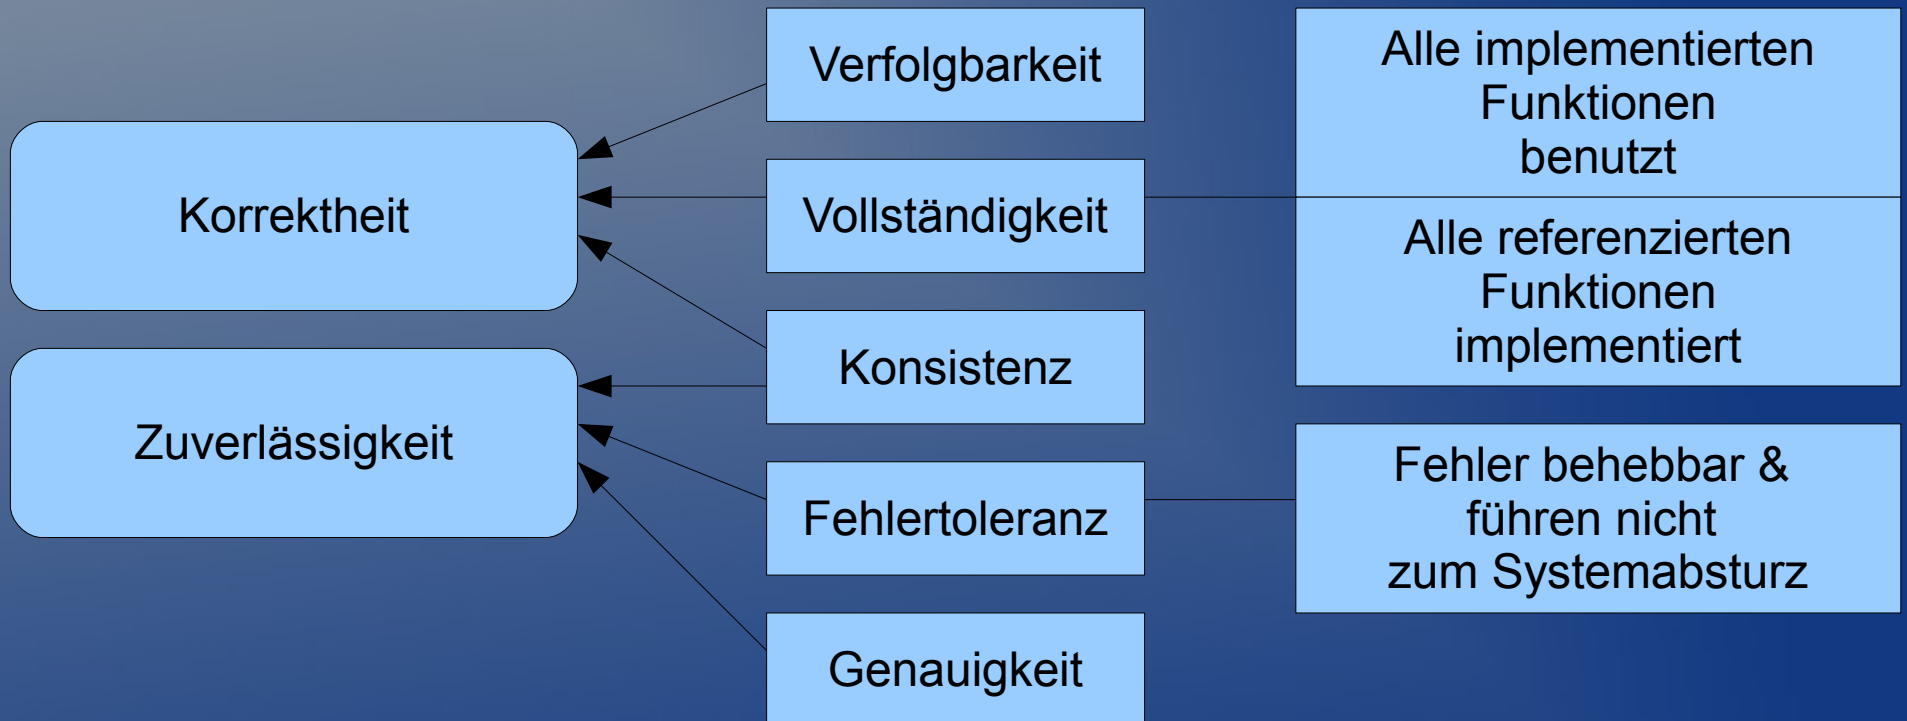 Korrektheit
Zuverlässigkeit
Verfolgbarkeit
Vollständigkeit
Konsistenz
Fehlertoleranz
Genauigkeit
Alle implementierten
Funktionen
benutzt
Alle referenzierten
Funktionen
implementiert
Fehler behebbar &
führen nicht
zum Systemabsturz